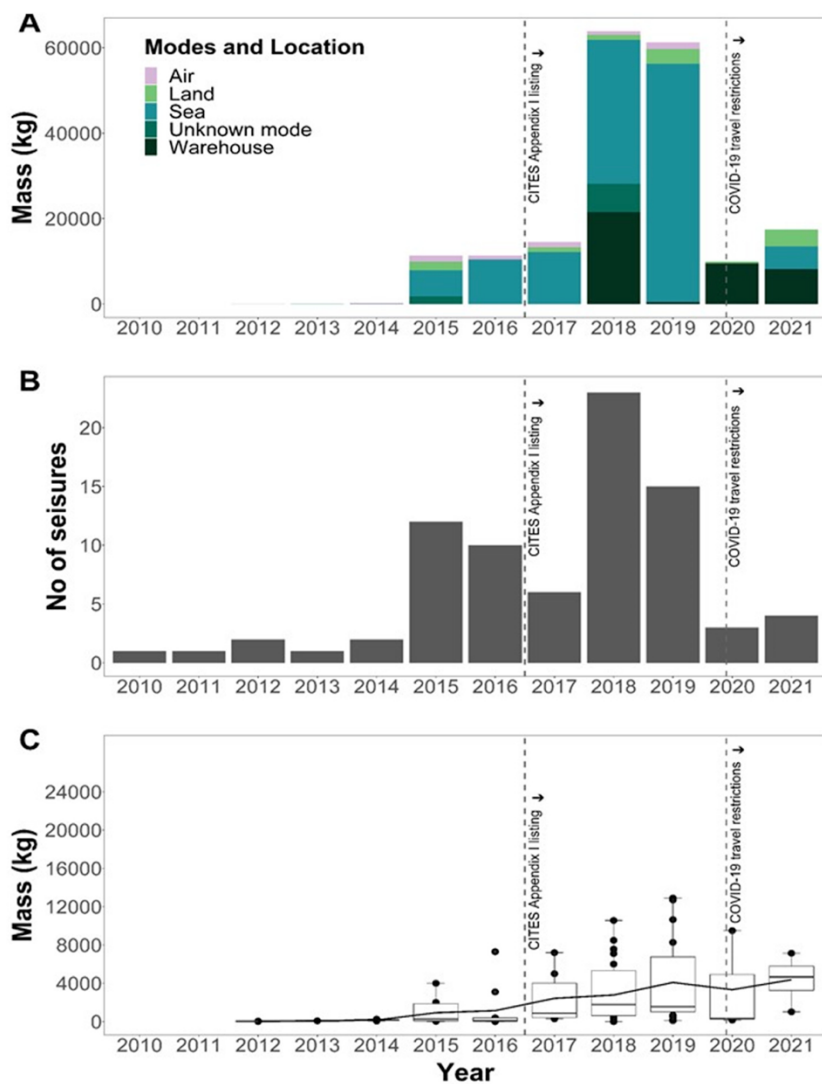 A
Modes and Location
Air
Land
Sea
Unknown mode
Warehouse
Mass (kg)
60000
40000
20000
0
CITES Appendix I listing →
COVID-19 travel restrictions →
2010 2011 2012 2013 2014 2015 2016 2017 2018 2019 2020 2021
B
No of seisures
20
15
10
5
0
CITES Appendix I listing →
COVID-19 travel restrictions →
2010 2011 2012 2013 2014 2015 2016 2017 2018 2019 2020 2021
C
Mass (kg)
24000
20000
16000
12000
8000
4000
0
CITES Appendix I listing →
COVID-19 travel restrictions →
2010 2011 2012 2013 2014 2015 2016 2017 2018 2019 2020 2021
Year